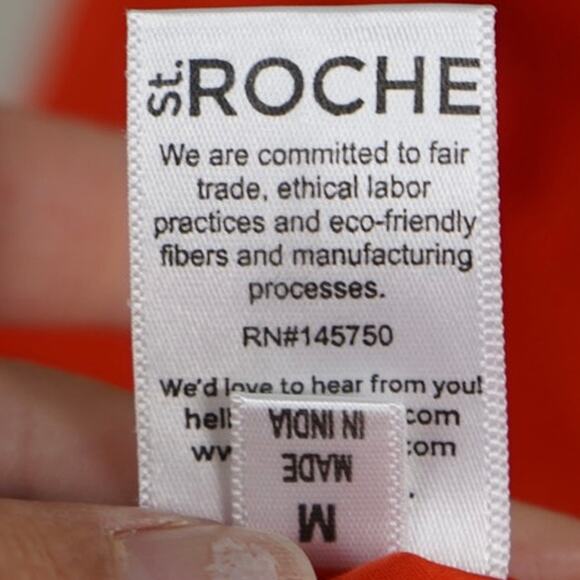 St. ROCHE
We are committed to fair
trade, ethical labor
practices and eco-friendly
fibers and manufacturing
processes.
RN#145750
We'd love to hear from you!
com
com
M
MADE
IN INDIA